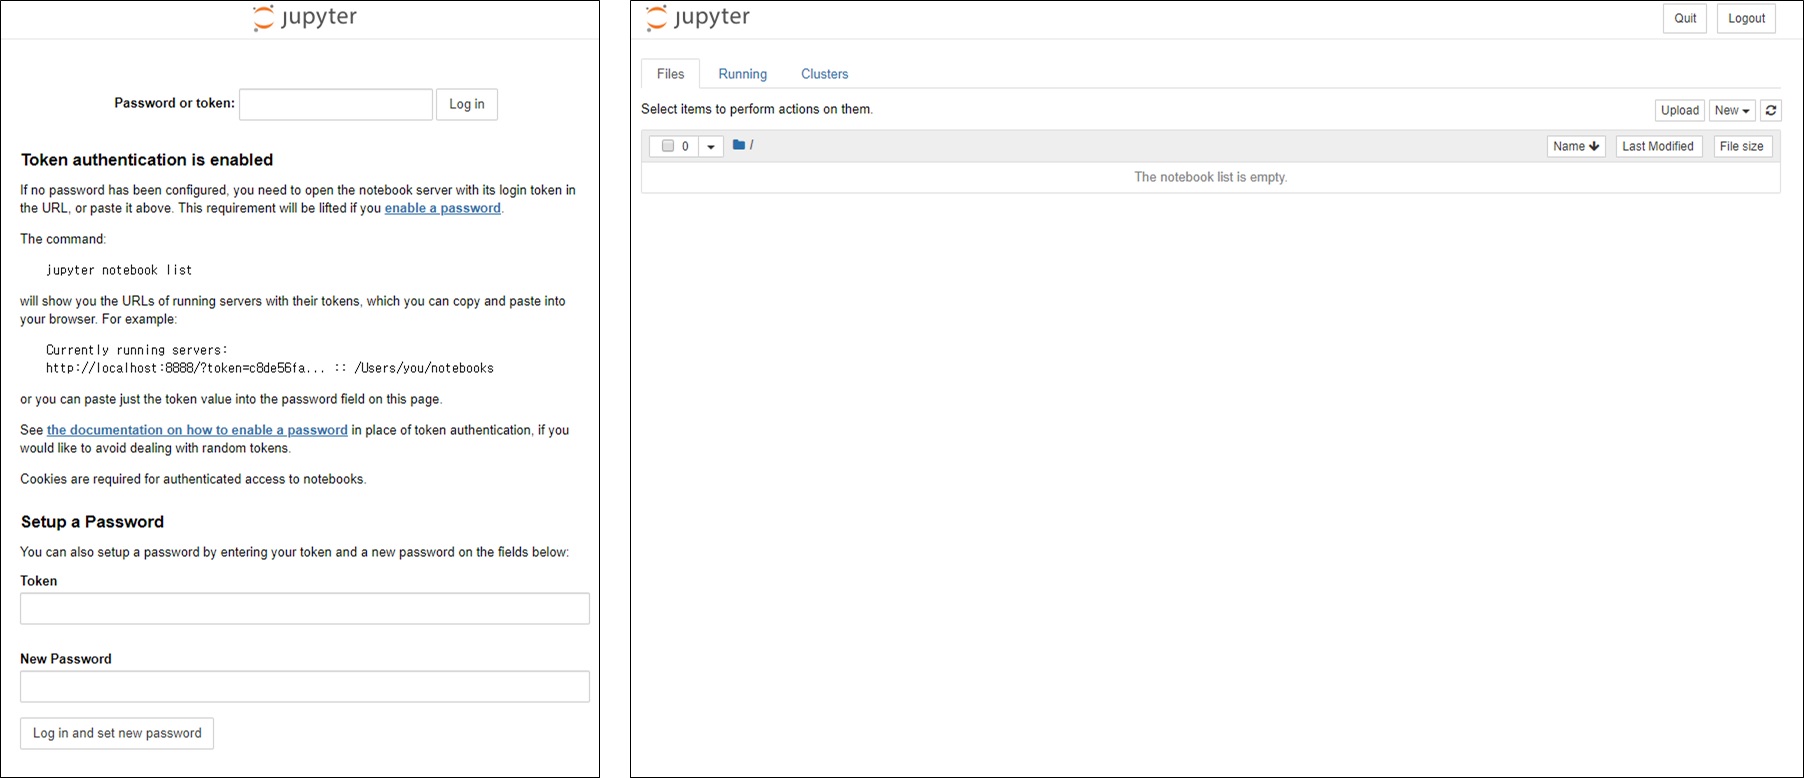 jupyter
Password or token:
Log in
Token authentication is enabled
If no password has been configured, you need to open the notebook server with its login token in
the URL, or paste it above. This requirement will be lifted if you enable a password.
The command:
jupyter notebook list
will show you the URLs of running servers with their tokens, which you can copy and paste into
your browser. For example:
Currently running servers:
http://localhost:8888/?token=c8de56fa... :: /Users/you/notebooks
or you can paste just the token value into the password field on this page.
See the documentation on how to enable a password in place of token authentication, if you
would like to avoid dealing with random tokens.
Cookies are required for authenticated access to notebooks.
Setup a Password
You can also setup a password by entering your token and a new password on the fields below:
Token
New Password
Log in and set new password
jupyter
Quit Logout
Files Running Clusters
Select items to perform actions on them.
Upload New
0 / Name Last Modified File size
The notebook list is empty.